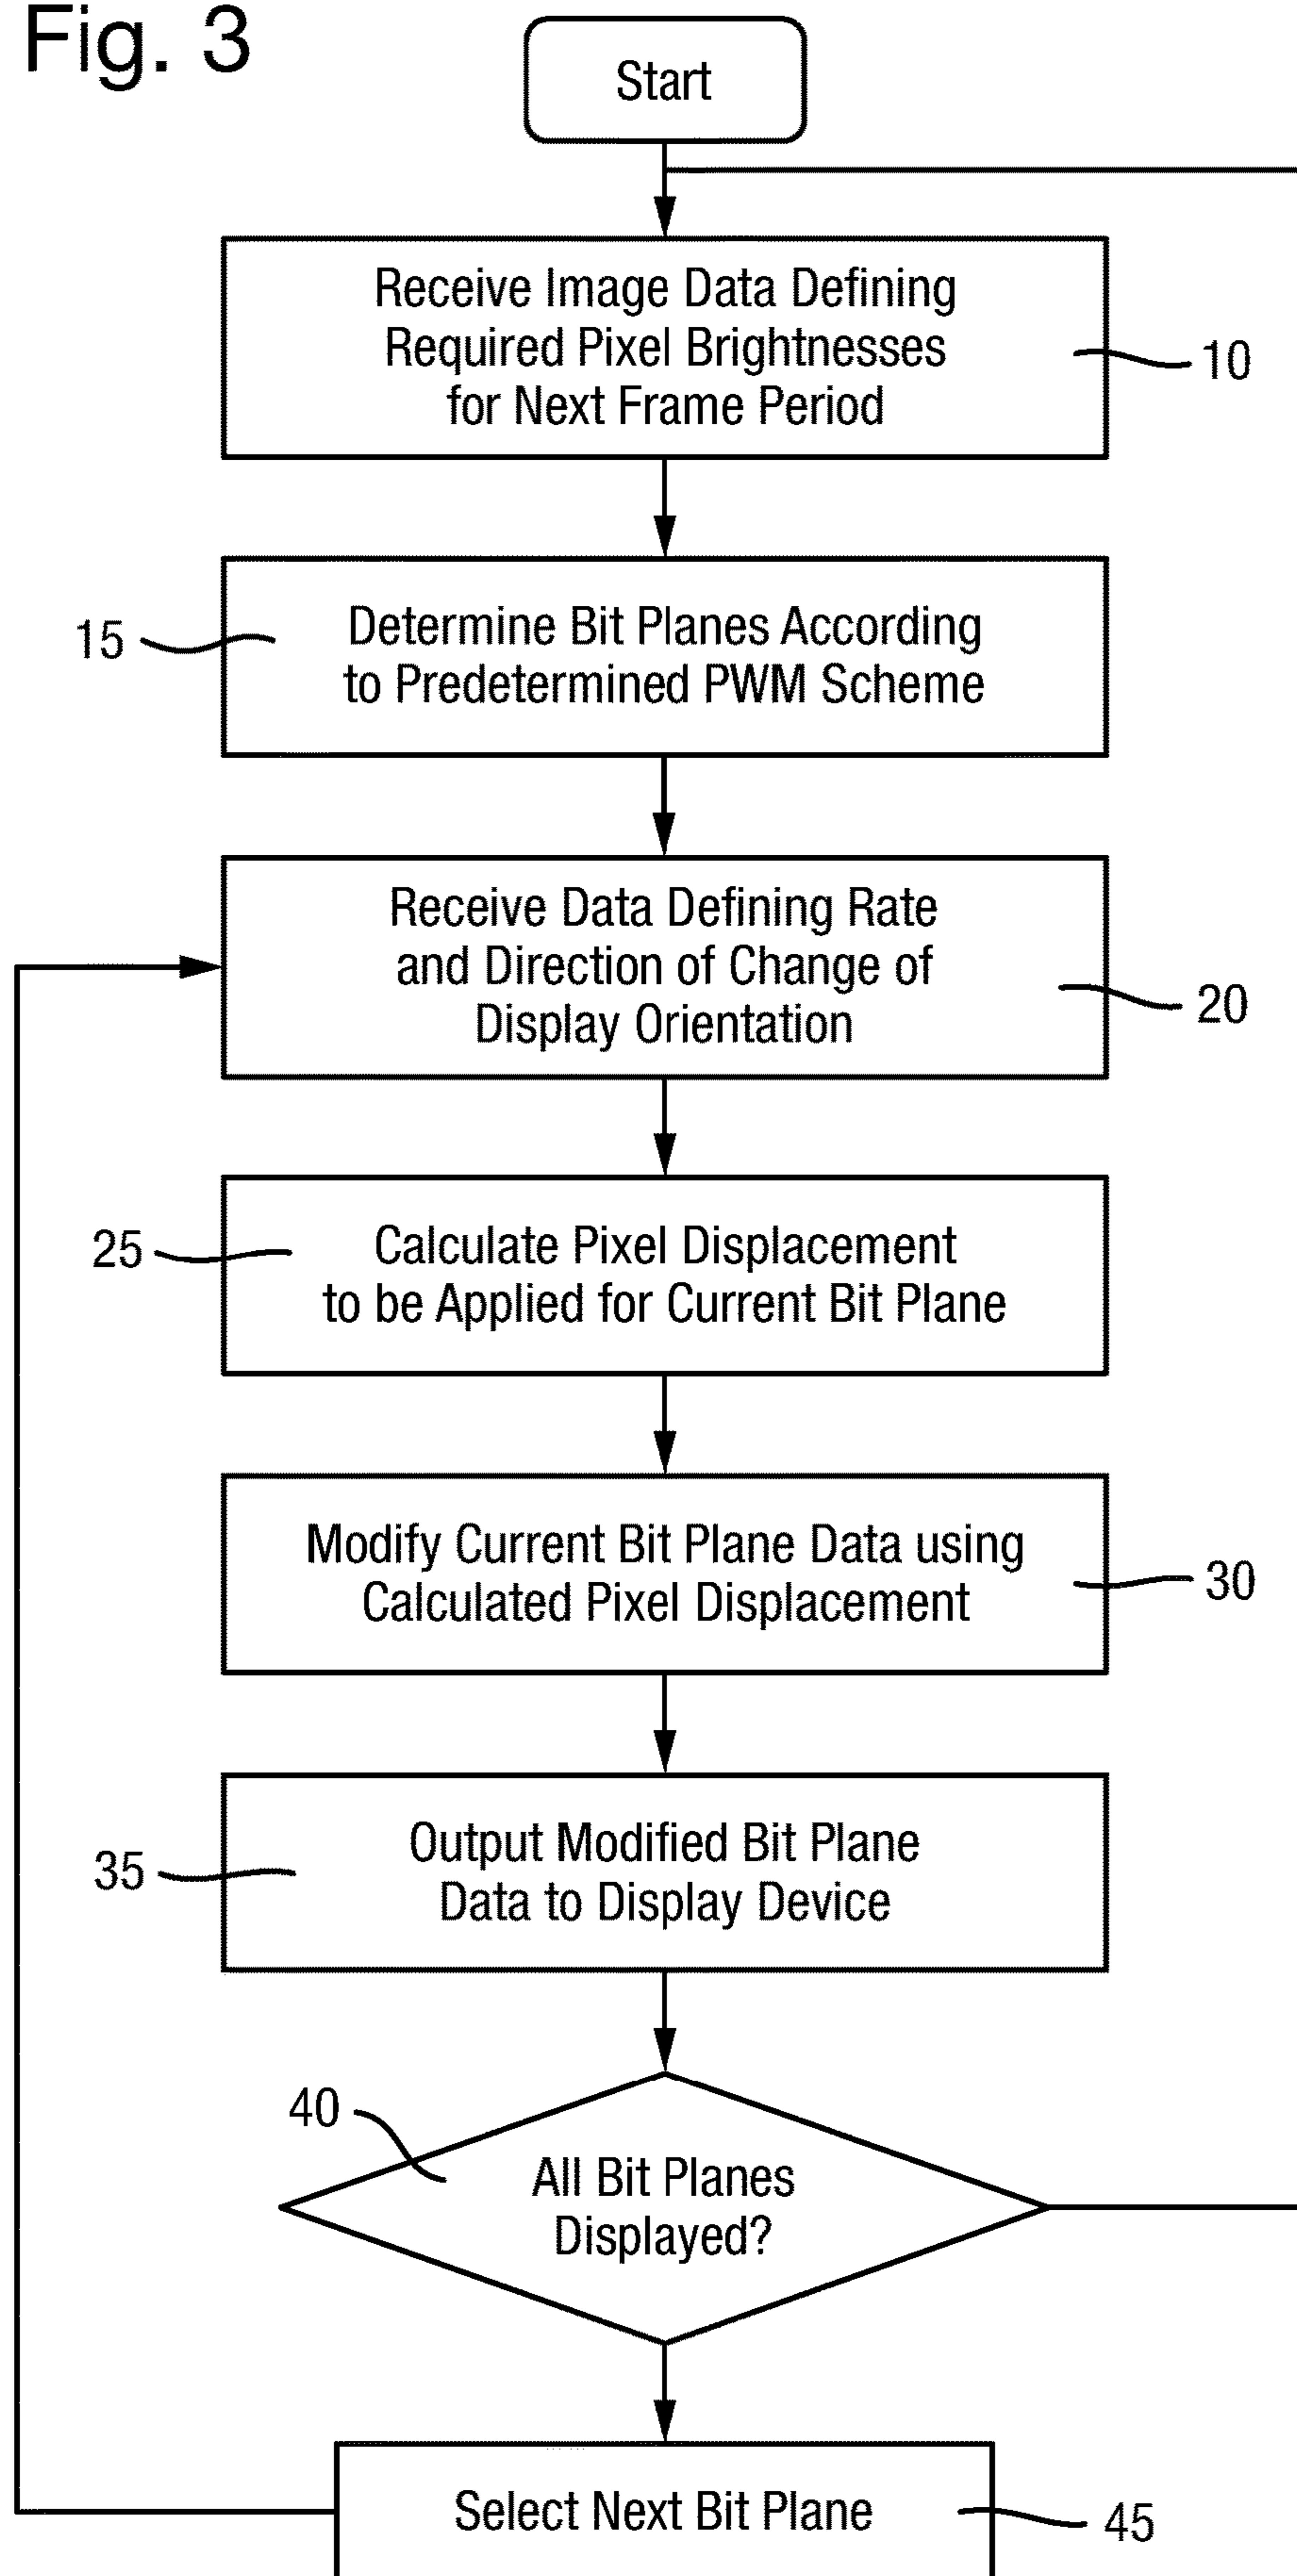 Fig. 3
Start
Receive Image Data Defining
Required Pixel Brightnesses
for Next Frame Period
10
15
Determine Bit Planes According
to Predetermined PWM Scheme
Receive Data Defining Rate
and Direction of Change of
Display Orientation
20
25
Calculate Pixel Displacement
to be Applied for Current Bit Plane
Modify Current Bit Plane Data using
Calculated Pixel Displacement
30
35
Output Modified Bit Plane
Data to Display Device
40
All Bit Planes
Displayed?
Select Next Bit Plane
45